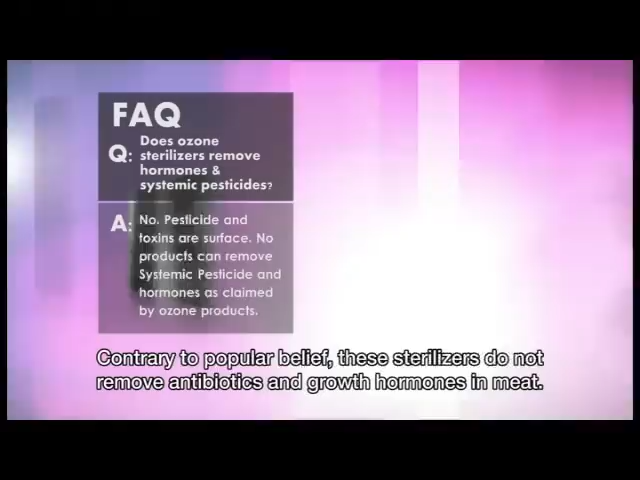 FAQ
Q: Does ozone
sterilizers remove
hormones &
systemic pesticides?
A: No. Pesticide and
toxins are surface. No
products can remove
Systemic Pesticide and
hormones as claimed
by ozone products.
Contrary to popular belief, these sterilizers do not
remove antibiotics and growth hormones in meat.